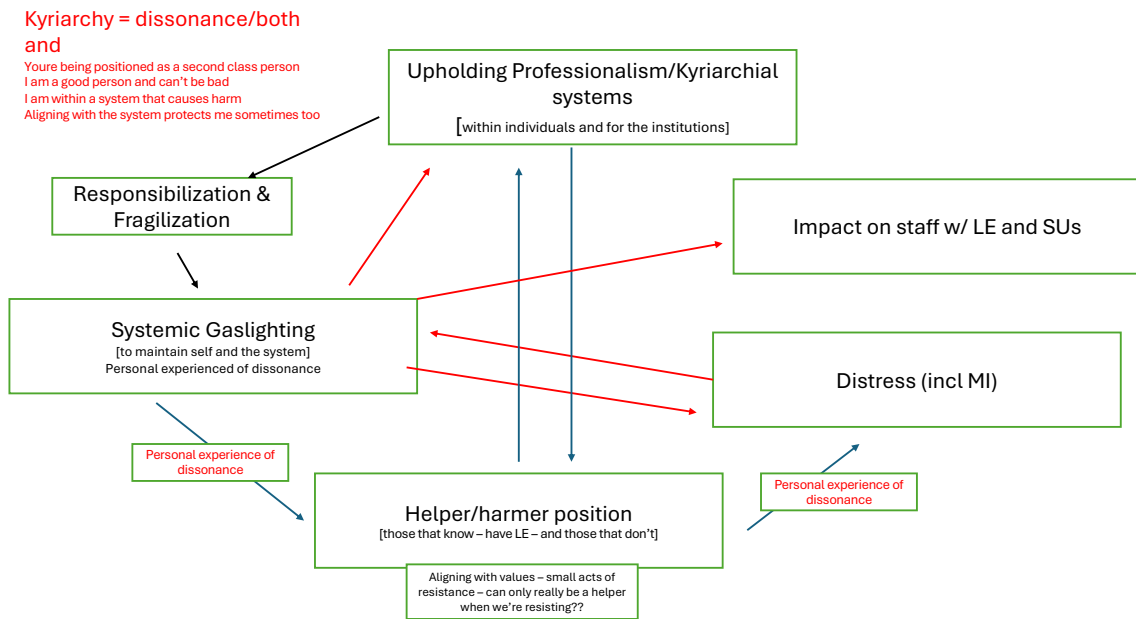 Kyriarchy = dissonance/both
and
Youre being positioned as a second class person
I am a good person and can't be bad
I am within a system that causes harm
Aligning with the system protects me sometimes too
Upholding Professionalism/Kyriarchial
systems
[within individuals and for the institutions]
Responsibilization &
Fragilization
Impact on staff w/ LE and SUs
Systemic Gaslighting
[to maintain self and the system]
Personal experienced of dissonance
Distress (incl MI)
Personal experience of
dissonance
Personal experience of
dissonance
Helper/harmer position
[those that know – have LE – and those that don't]
Aligning with values – small acts of
resistance – can only really be a helper
when we're resisting??